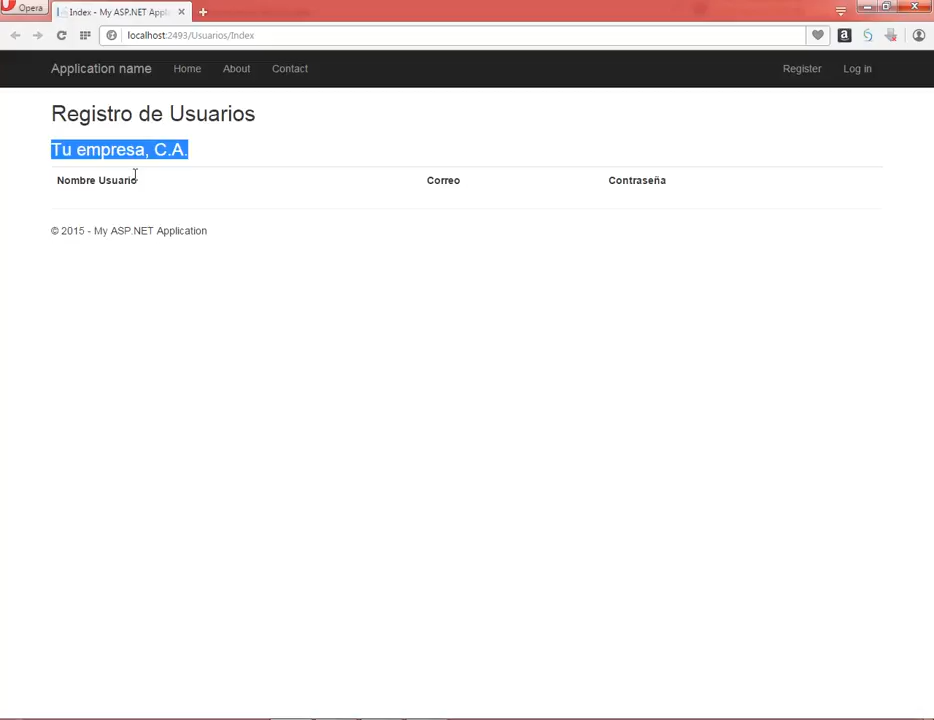 Opera
Index - My ASP.NET Appli
localhost:2493/Usuarios/Index
Application name Home About Contact Register Log in
Registro de Usuarios
Tu empresa, C.A.
Nombre Usuario Correo Contraseña
© 2015 - My ASP.NET Application